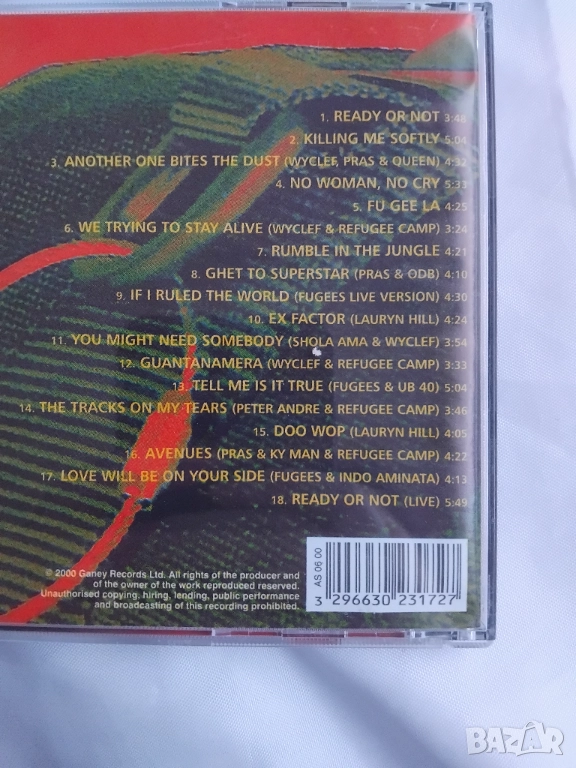 1. READY OR NOT 3:48
2. KILLING ME SOFTLY 5:04
3. ANOTHER ONE BITES THE DUST (WYCLEF, PRAS & QUEEN) 4:32
4. NO WOMAN, NO CRY 5:33
5. FU GEE LA 4:25
6. WE TRYING TO STAY ALIVE (WYCLEF & REFUGEE CAMP) 3:24
7. RUMBLE IN THE JUNGLE 4:21
8. GHET TO SUPERSTAR (PRAS & ODB) 4:10
9. IF I RULED THE WORLD (FUGEES LIVE VERSION) 4:30
10. EX FACTOR (LAURYN HILL) 4:24
11. YOU MIGHT NEED SOMEBODY (SHOLA AMA & WYCLEF) 3:54
12. GUANTANAMERA (WYCLEF & REFUGEE CAMP) 3:33
13. TELL ME IS IT TRUE (FUGEES & UB 40) 5:04
14. THE TRACKS ON MY TEARS (PETER ANDRE & REFUGEE CAMP) 3:46
15. DOO WOP (LAURYN HILL) 4:05
16. AVENUES (PRAS & KY MAN & REFUGEE CAMP) 4:22
17. LOVE WILL BE ON YOUR SIDE (FUGEES & INDO AMINATA) 4:13
18. READY OR NOT (LIVE) 5:49
© 2000 Ganey Records Ltd. All rights of the producer and
of the owner of the work reproduced reserved.
Unauthorised copying, hiring, lending, public performance
and broadcasting of this recording prohibited.
AS 06 00
3 296630 231727
BAZAR